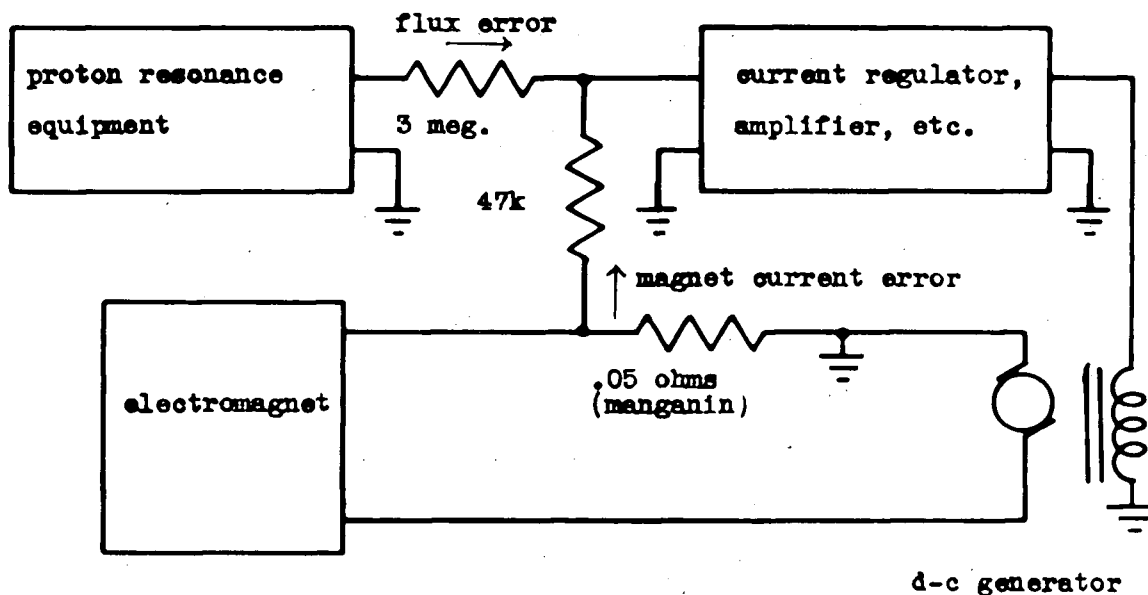 flux error
proton resonance
equipment
3 meg.
current regulator,
amplifier, etc.
47k
magnet current error
.05 ohms
(manganin)
electromagnet
d-c generator